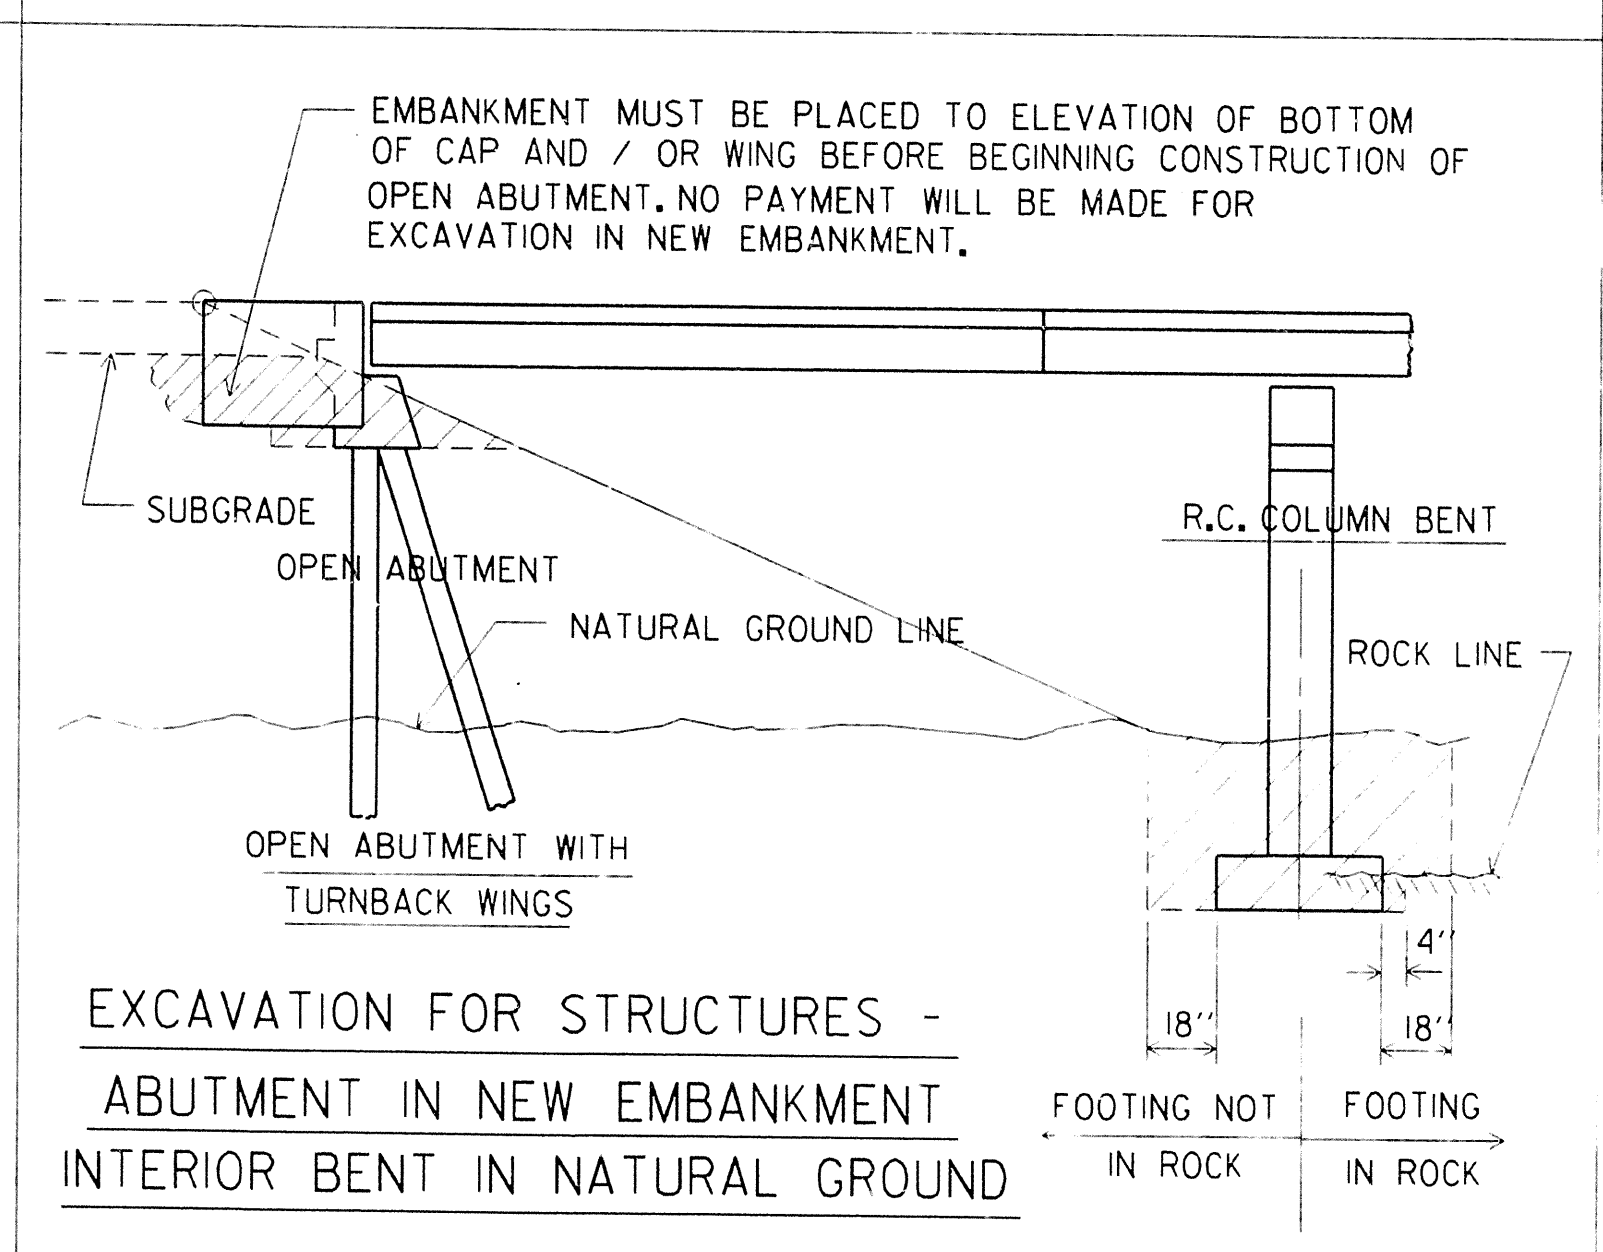 EMBANKMENT MUST BE PLACED TO ELEVATION OF BOTTOM
OF CAP AND / OR WING BEFORE BEGINNING CONSTRUCTION OF
OPEN ABUTMENT. NO PAYMENT WILL BE MADE FOR
EXCAVATION IN NEW EMBANKMENT.
SUBGRADE
OPEN ABUTMENT
NATURAL GROUND LINE
R.C. COLUMN BENT
ROCK LINE
OPEN ABUTMENT WITH
TURNBACK WINGS
4''
18''
18''
FOOTING NOT
IN ROCK
FOOTING
IN ROCK
EXCAVATION FOR STRUCTURES -
ABUTMENT IN NEW EMBANKMENT
INTERIOR BENT IN NATURAL GROUND